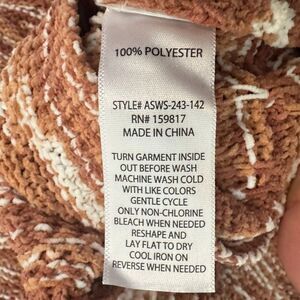 100% POLYESTER
STYLE# ASWS-243-142
RN# 159817
MADE IN CHINA
TURN GARMENT INSIDE
OUT BEFORE WASH
MACHINE WASH COLD
WITH LIKE COLORS
GENTLE CYCLE
ONLY NON-CHLORINE
BLEACH WHEN NEEDED
RESHAPE AND
LAY FLAT TO DRY
COOL IRON ON
REVERSE WHEN NEEDED